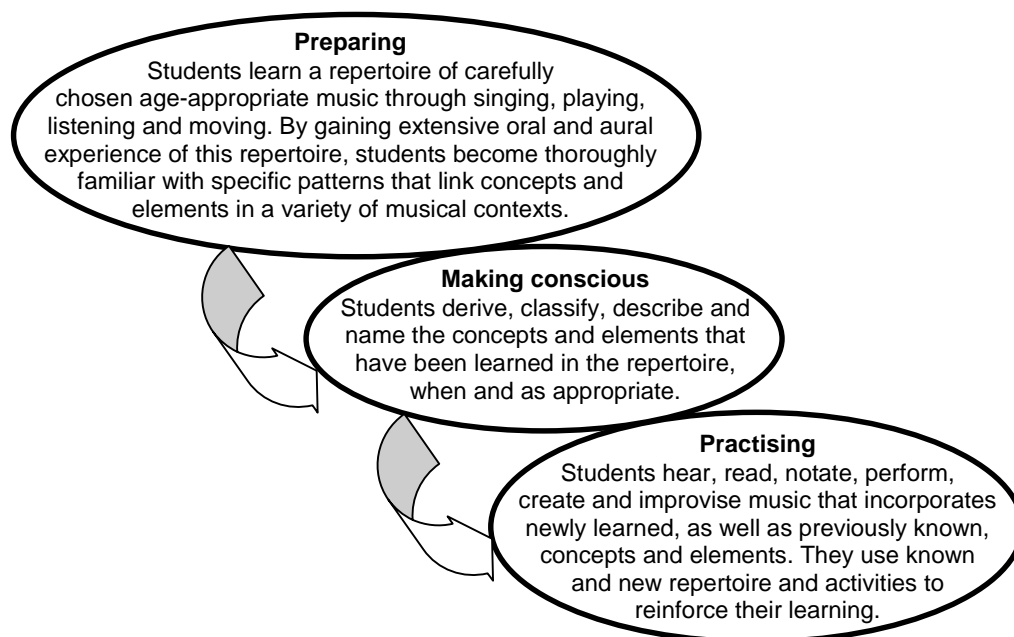 Preparing
Students learn a repertoire of carefully
chosen age-appropriate music through singing, playing,
listening and moving. By gaining extensive oral and aural
experience of this repertoire, students become thoroughly
familiar with specific patterns that link concepts and
elements in a variety of musical contexts.
Making conscious
Students derive, classify, describe and
name the concepts and elements that
have been learned in the repertoire,
when and as appropriate.
Practising
Students hear, read, notate, perform,
create and improvise music that incorporates
newly learned, as well as previously known,
concepts and elements. They use known
and new repertoire and activities to
reinforce their learning.